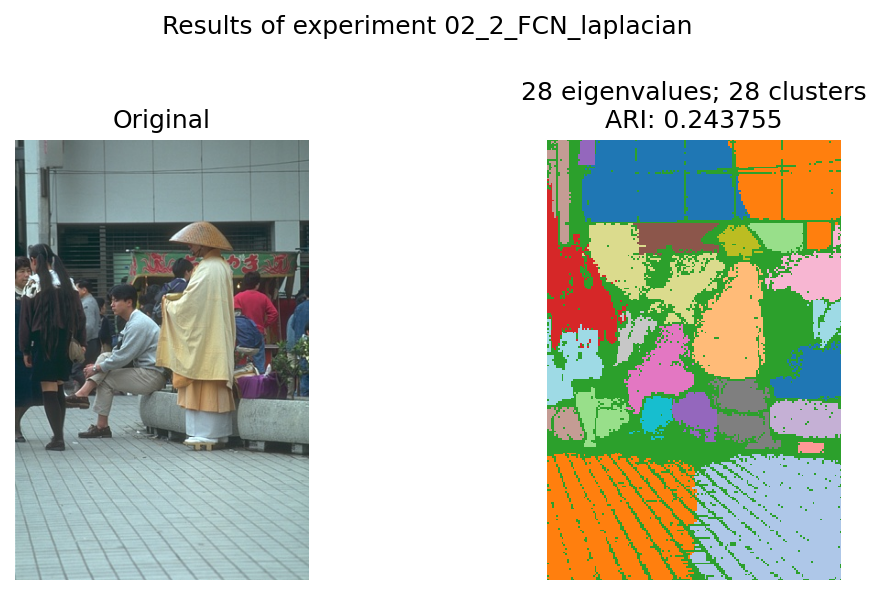 Results of experiment 02_2_FCN_laplacian
Original
28 eigenvalues; 28 clusters
ARI: 0.243755